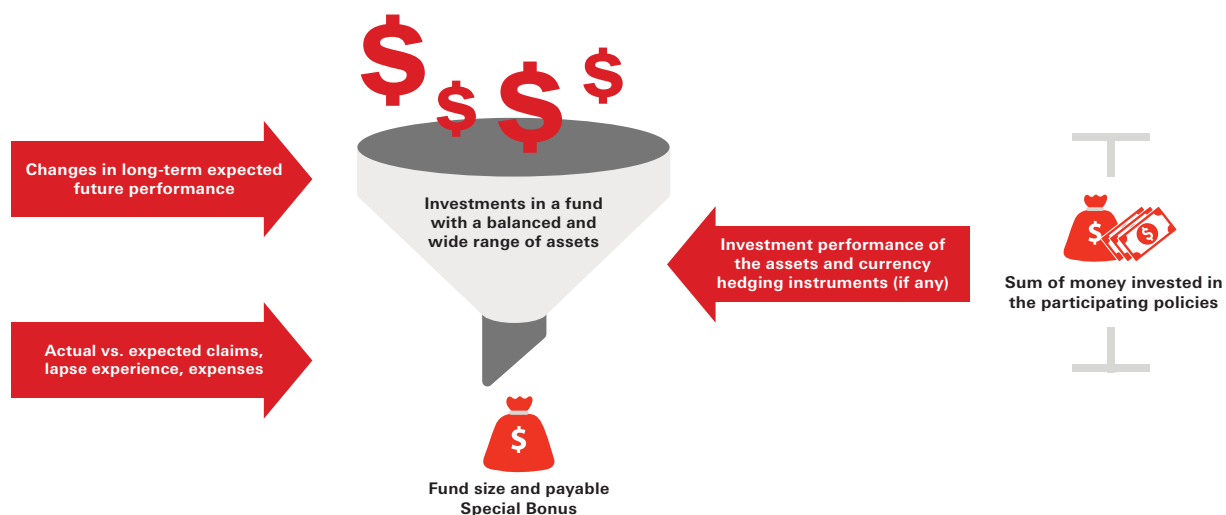 $ $ $ $
Changes in long-term expected
future performance
Investments in a fund
with a balanced and
wide range of assets
Investment performance of
the assets and currency
hedging instruments (if any)
$ $
Sum of money invested in
the participating policies
Actual vs. expected claims,
lapse experience, expenses
$
Fund size and payable
Special Bonus